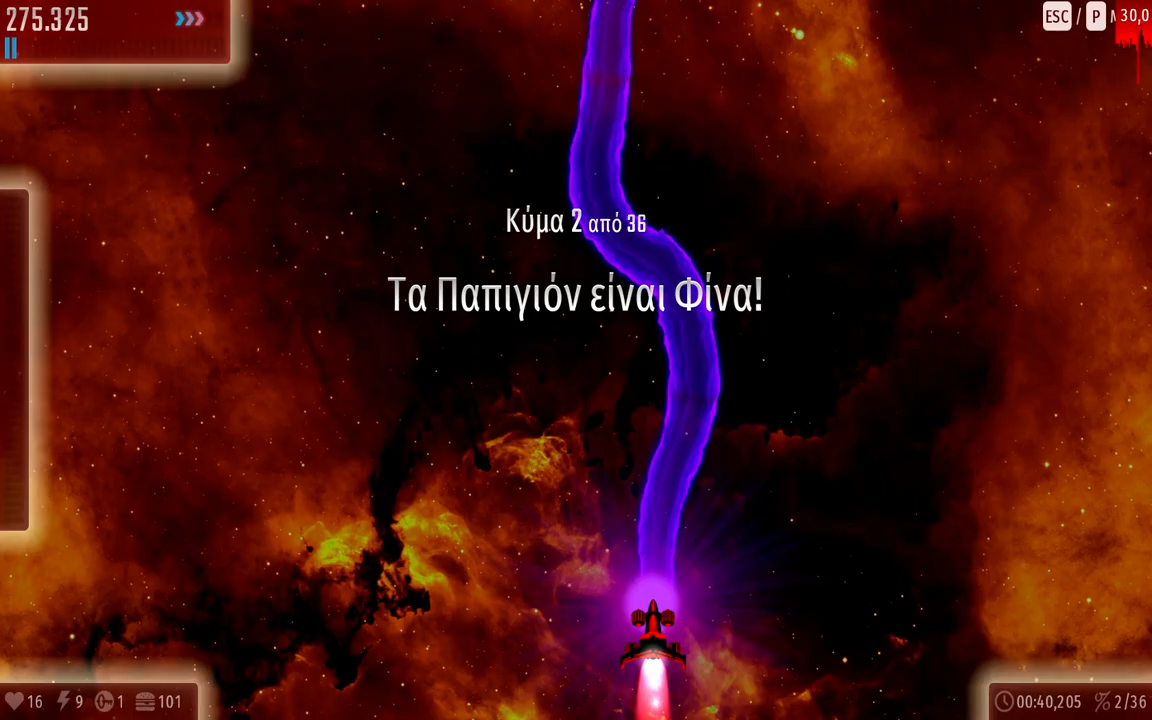 275.325
ESC / P
30,0
Κύμα 2 από 36
Τα Παπιγιόν είναι Φίνα!
16 9 1 101
00:40,205 2/36